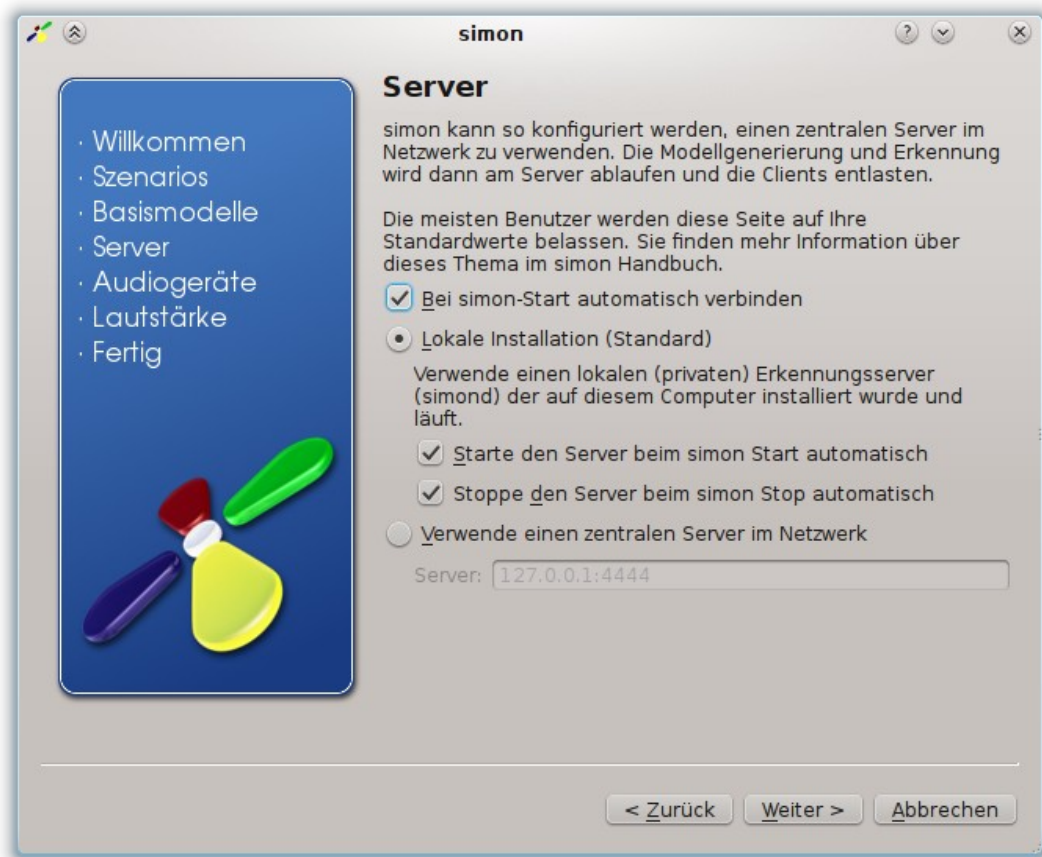 simon
· Willkommen
· Szenarios
· Basismodelle
· Server
· Audiogeräte
· Lautstärke
· Fertig
Server
simon kann so konfiguriert werden, einen zentralen Server im
Netzwerk zu verwenden. Die Modellgenerierung und Erkennung
wird dann am Server ablaufen und die Clients entlasten.
Die meisten Benutzer werden diese Seite auf Ihre
Standardwerte belassen. Sie finden mehr Information über
dieses Thema im simon Handbuch.
Bei simon-Start automatisch verbinden
Lokale Installation (Standard)
Verwende einen lokalen (privaten) Erkennungsserver
(simond) der auf diesem Computer installiert wurde und
läuft.
Starte den Server beim simon Start automatisch
Stoppe den Server beim simon Stop automatisch
Verwende einen zentralen Server im Netzwerk
Server: 127.0.0.1:4444
< Zurück Weiter > Abbrechen